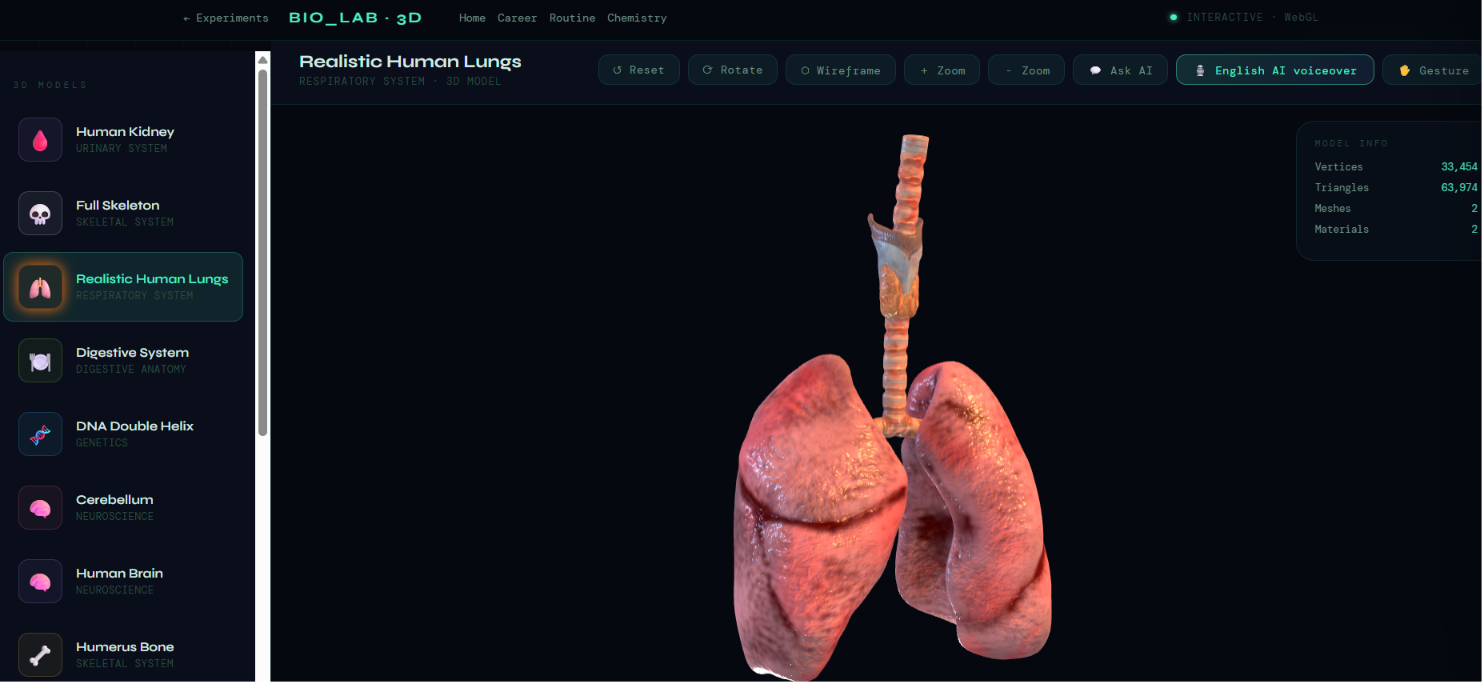 ← Experiments BIO_LAB · 3D Home Career Routine Chemistry INTERACTIVE · WebGL
3D MODELS
Human Kidney
URINARY SYSTEM
Full Skeleton
SKELETAL SYSTEM
Realistic Human Lungs
RESPIRATORY SYSTEM
Digestive System
DIGESTIVE ANATOMY
DNA Double Helix
GENETICS
Cerebellum
NEUROSCIENCE
Human Brain
NEUROSCIENCE
Humerus Bone
SKELETAL SYSTEM
Realistic Human Lungs
RESPIRATORY SYSTEM · 3D MODEL
↺ Reset ⟳ Rotate ⬡ Wireframe + Zoom - Zoom 💬 Ask AI 🎙 English AI voiceover ✋ Gesture
MODEL INFO
Vertices 33,454
Triangles 63,974
Meshes 2
Materials 2